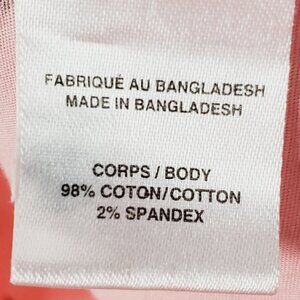 FABRIQUÉ AU BANGLADESH
MADE IN BANGLADESH
CORPS / BODY
98% COTON/COTTON
2% SPANDEX